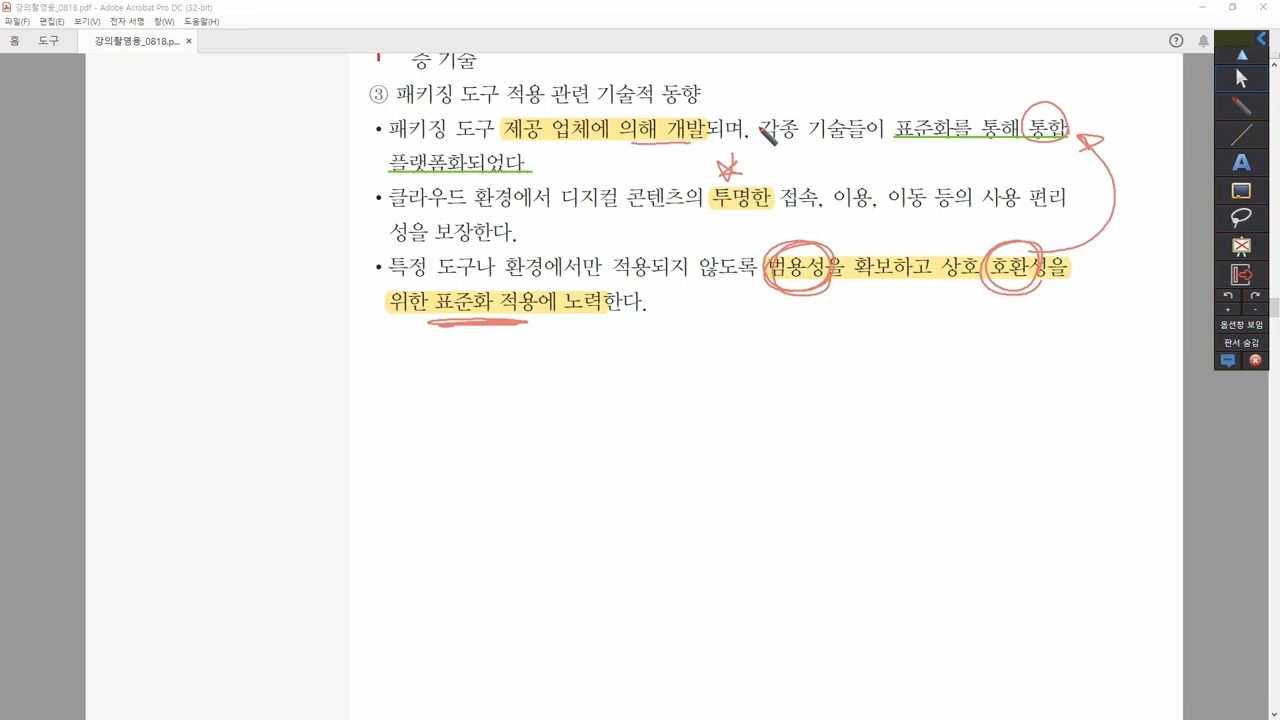 강의촬영용_0818.pdf - Adobe Acrobat Pro DC (32-bit)
파일(F) 편집(E) 보기(V) 전자 서명 창(W) 도움말(H)
홈 도구 강의촬영용_0818.p... ×
증 기술
③ 패키징 도구 적용 관련 기술적 동향
• 패키징 도구 제공 업체에 의해 개발되며, 각종 기술들이 표준화를 통해 통합
플랫폼화되었다.
• 클라우드 환경에서 디지컬 콘텐츠의 투명한 접속, 이용, 이동 등의 사용 편리
성을 보장한다.
• 특정 도구나 환경에서만 적용되지 않도록 범용성을 확보하고 상호 호환성을
위한 표준화 적용에 노력한다.
A
+ -
옵션창 보임
판서 숨김